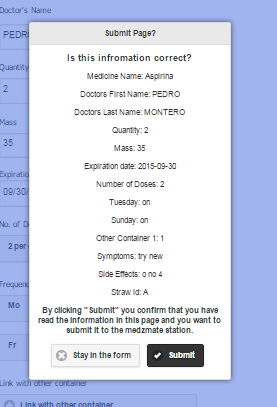 Doctor's Name
Submit Page?
PEDR
Is this infromation correct?
Medicine Name: Aspirina
Quantity
Doctors First Name: PEDRO
2
Doctors Last Name: MONTERO
Mass
Quantity: 2
35
Mass: 35
Expiratio
Expiration date: 2015-09-30
09/30/
Number of Doses: 2
Tuesday: on
No. of D
Sunday: on
2 per
Other Container 1: 1
Symptoms: try new
Frequenc
Side Effects: o no 4
Mo
Straw Id: A
By clicking " Submit" you confirm that you have
read the information in this page and you want to
submit it to the medzmate station.
Fr
Stay in the form
Submit
Link with other container
Link with other container